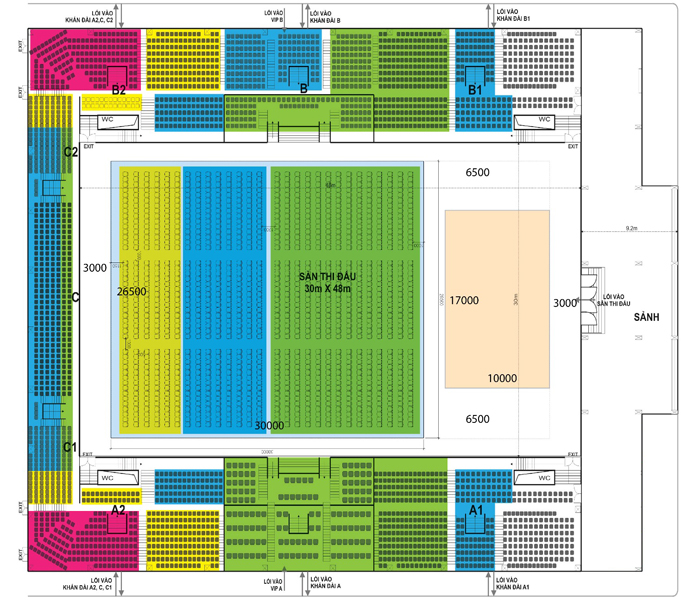 LỐI VÀO
KHÁN ĐÀI A2,C, C2
LỐI VÀO
VIP B
LỐI VÀO
KHÁN ĐÀI B
LỐI VÀO
KHÁN ĐÀI B1
EXIT
EXIT
B2
B
B1
WC
WC
EXIT
EXIT
C2
6500
48m
9.2m
3000
26500
SÂN THI ĐẤU
30m X 48m
C
17000
30m
3000
LỐI VÀO
SÂN THI ĐẤU
SẢNH
10000
30000
6500
C1
EXIT
EXIT
WC
WC
A2
A1
EXIT
EXIT
LỐI VÀO
KHÁN ĐÀI A2, C, C1
LỐI VÀO
VIP A
LỐI VÀO
KHÁN ĐÀI A
LỐI VÀO
KHÁN ĐÀI A1